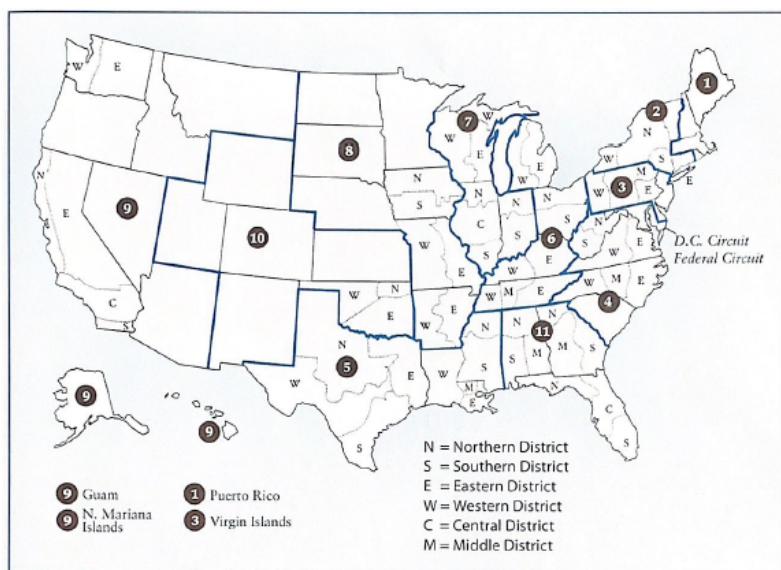 1
W E
2
7 W
N
W
E
8
W
S
M
E
W
3
E
E
W
N
N
S
N
N
N
9
E
10
C
S
S
6
S
N
W
E
D.C. Circuit
Federal Circuit
W
E
W
E
C
S
W
N
E
W
E
W M E
W M E
4
N
5
W
E
W
N
S
N
11
N
S M M S
M
E
N
C
S
S
9
9
N = Northern District
S = Southern District
E = Eastern District
W = Western District
C = Central District
M = Middle District
9 Guam
1 Puerto Rico
9 N. Mariana
Islands
3 Virgin Islands